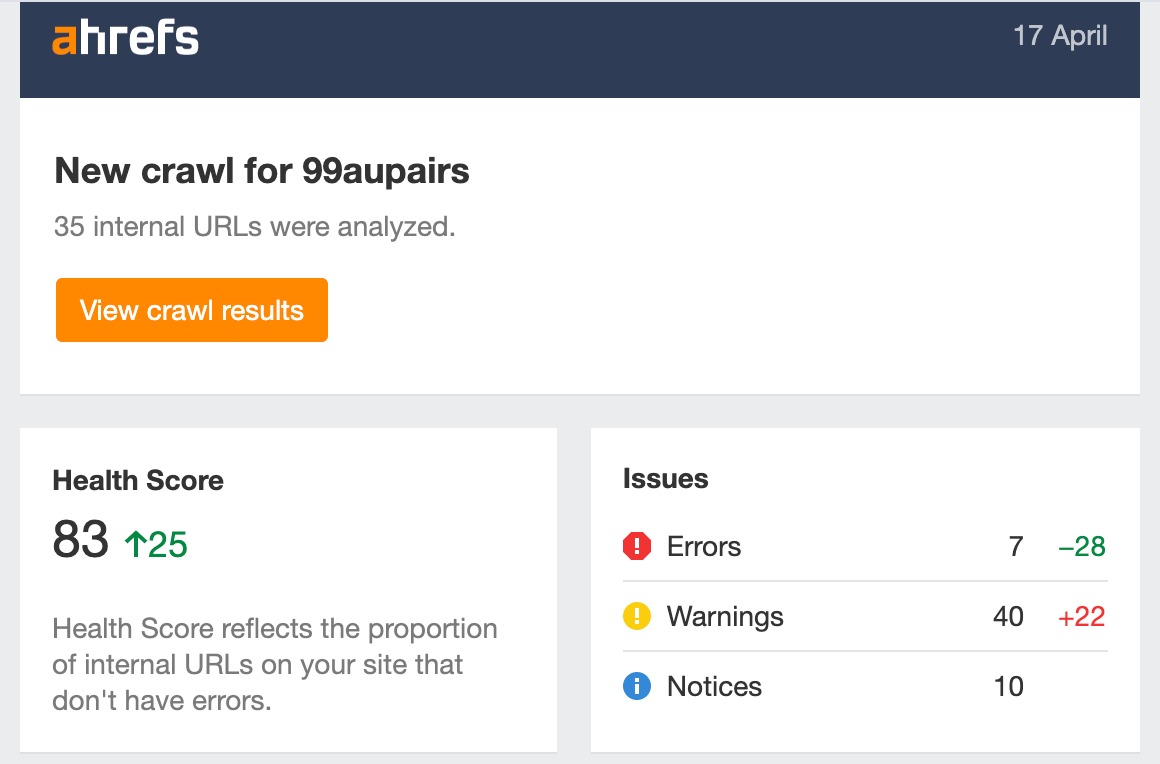 ahrefs
17 April
New crawl for 99aupairs
35 internal URLs were analyzed.
View crawl results
Health Score
83 ↑25
Health Score reflects the proportion
of internal URLs on your site that
don't have errors.
Issues
Errors 7 –28
Warnings 40 +22
Notices 10